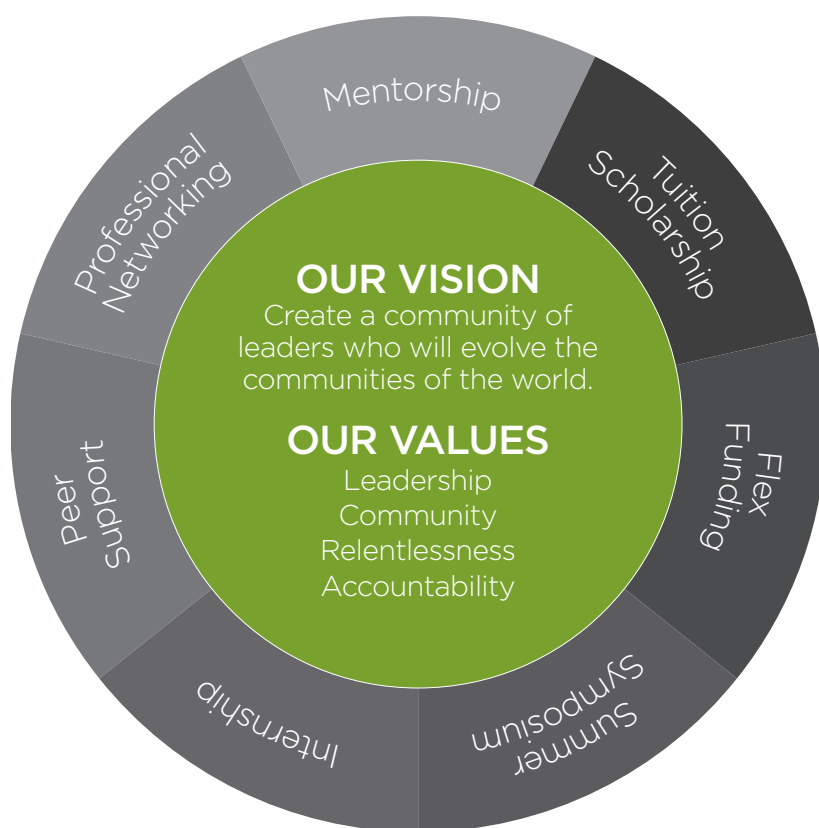 Mentorship
Tuition
Scholarship
Flex
Funding
Summer
Symposium
Internship
Peer
Support
Professional
Networking
OUR VISION
Create a community of
leaders who will evolve the
communities of the world.
OUR VALUES
Leadership
Community
Relentlessness
Accountability